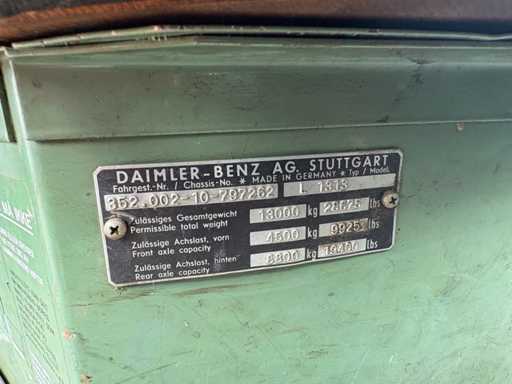 DAIMLER-BENZ AG. STUTTGART
Fahrgest.-Nr. / Chassis-No. * MADE IN GERMANY * Typ / Model.
352.002-10-797262 L 1313
Zulässiges Gesamtgewicht 13000 kg 28675 lbs
Permissible total weight
Zulässige Achslast, vorn 4500 kg 9925 lbs
Front axle capacity
Zulässige Achslast, hinten 8800 kg 19400 lbs
Rear axle capacity